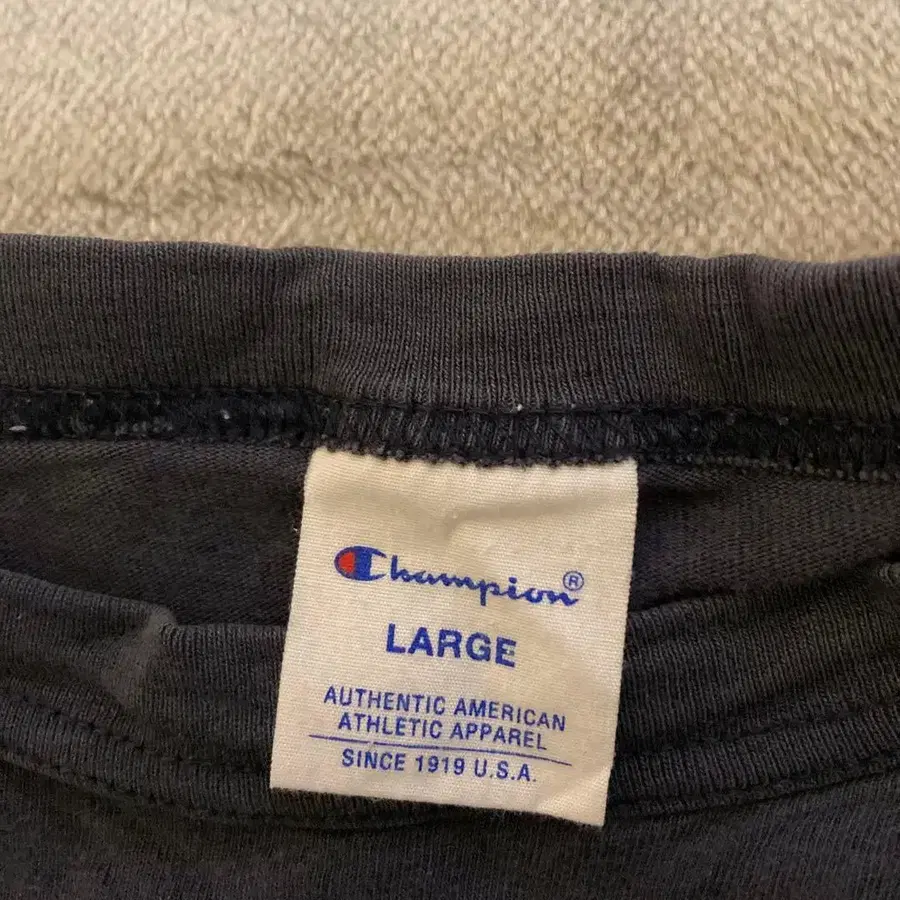 Champion®
LARGE
AUTHENTIC AMERICAN
ATHLETIC APPAREL
SINCE 1919 U.S.A.